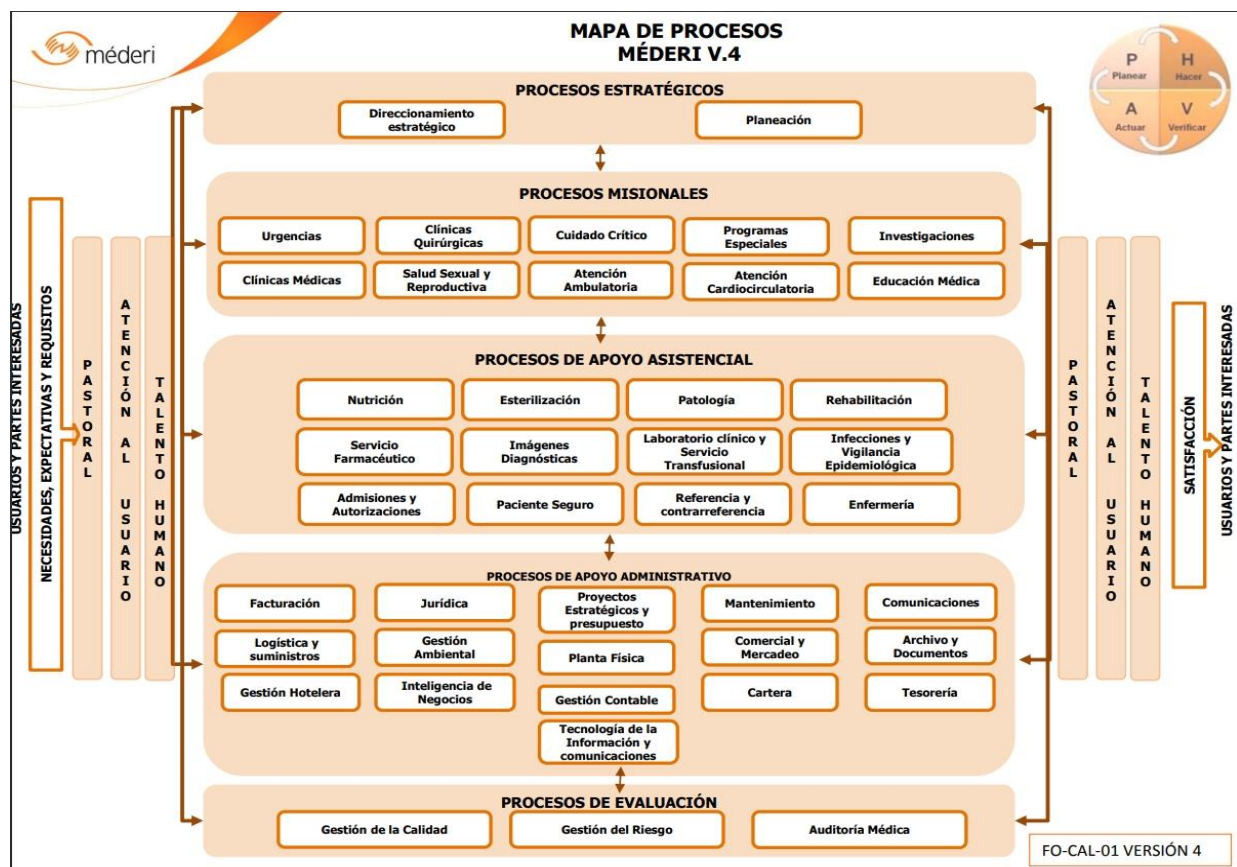 méderi
MAPA DE PROCESOS
MÉDERI V.4
P
Planear
H
Hacer
A
Actuar
V
Verificar
USUARIOS Y PARTES INTERESADAS
NECESIDADES, EXPECTATIVAS Y REQUISITOS
PASTORAL
ATENCIÓN AL USUARIO
TALENTO HUMANO
PROCESOS ESTRATÉGICOS
Direccionamiento
estratégico
Planeación
PROCESOS MISIONALES
Urgencias
Clínicas
Quirúrgicas
Cuidado Crítico
Programas
Especiales
Investigaciones
Clínicas Médicas
Salud Sexual y
Reproductiva
Atención
Ambulatoria
Atención
Cardiocirculatoria
Educación Médica
PROCESOS DE APOYO ASISTENCIAL
Nutrición
Esterilización
Patología
Rehabilitación
Servicio
Farmacéutico
Imágenes
Diagnósticas
Laboratorio clínico y
Servicio
Transfusional
Infecciones y
Vigilancia
Epidemiológica
Admisiones y
Autorizaciones
Paciente Seguro
Referencia y
contrarreferencia
Enfermería
PROCESOS DE APOYO ADMINISTRATIVO
Facturación
Jurídica
Proyectos
Estratégicos y
presupuesto
Mantenimiento
Comunicaciones
Logística y
suministros
Gestión
Ambiental
Planta Física
Comercial y
Mercadeo
Archivo y
Documentos
Gestión Hotelera
Inteligencia de
Negocios
Gestión Contable
Cartera
Tesorería
Tecnología de la
Información y
comunicaciones
PROCESOS DE EVALUACIÓN
Gestión de la Calidad
Gestión del Riesgo
Auditoría Médica
PASTORAL
ATENCIÓN AL USUARIO
TALENTO HUMANO
SATISFACCIÓN
USUARIOS Y PARTES INTERESADAS
FO-CAL-01 VERSIÓN 4